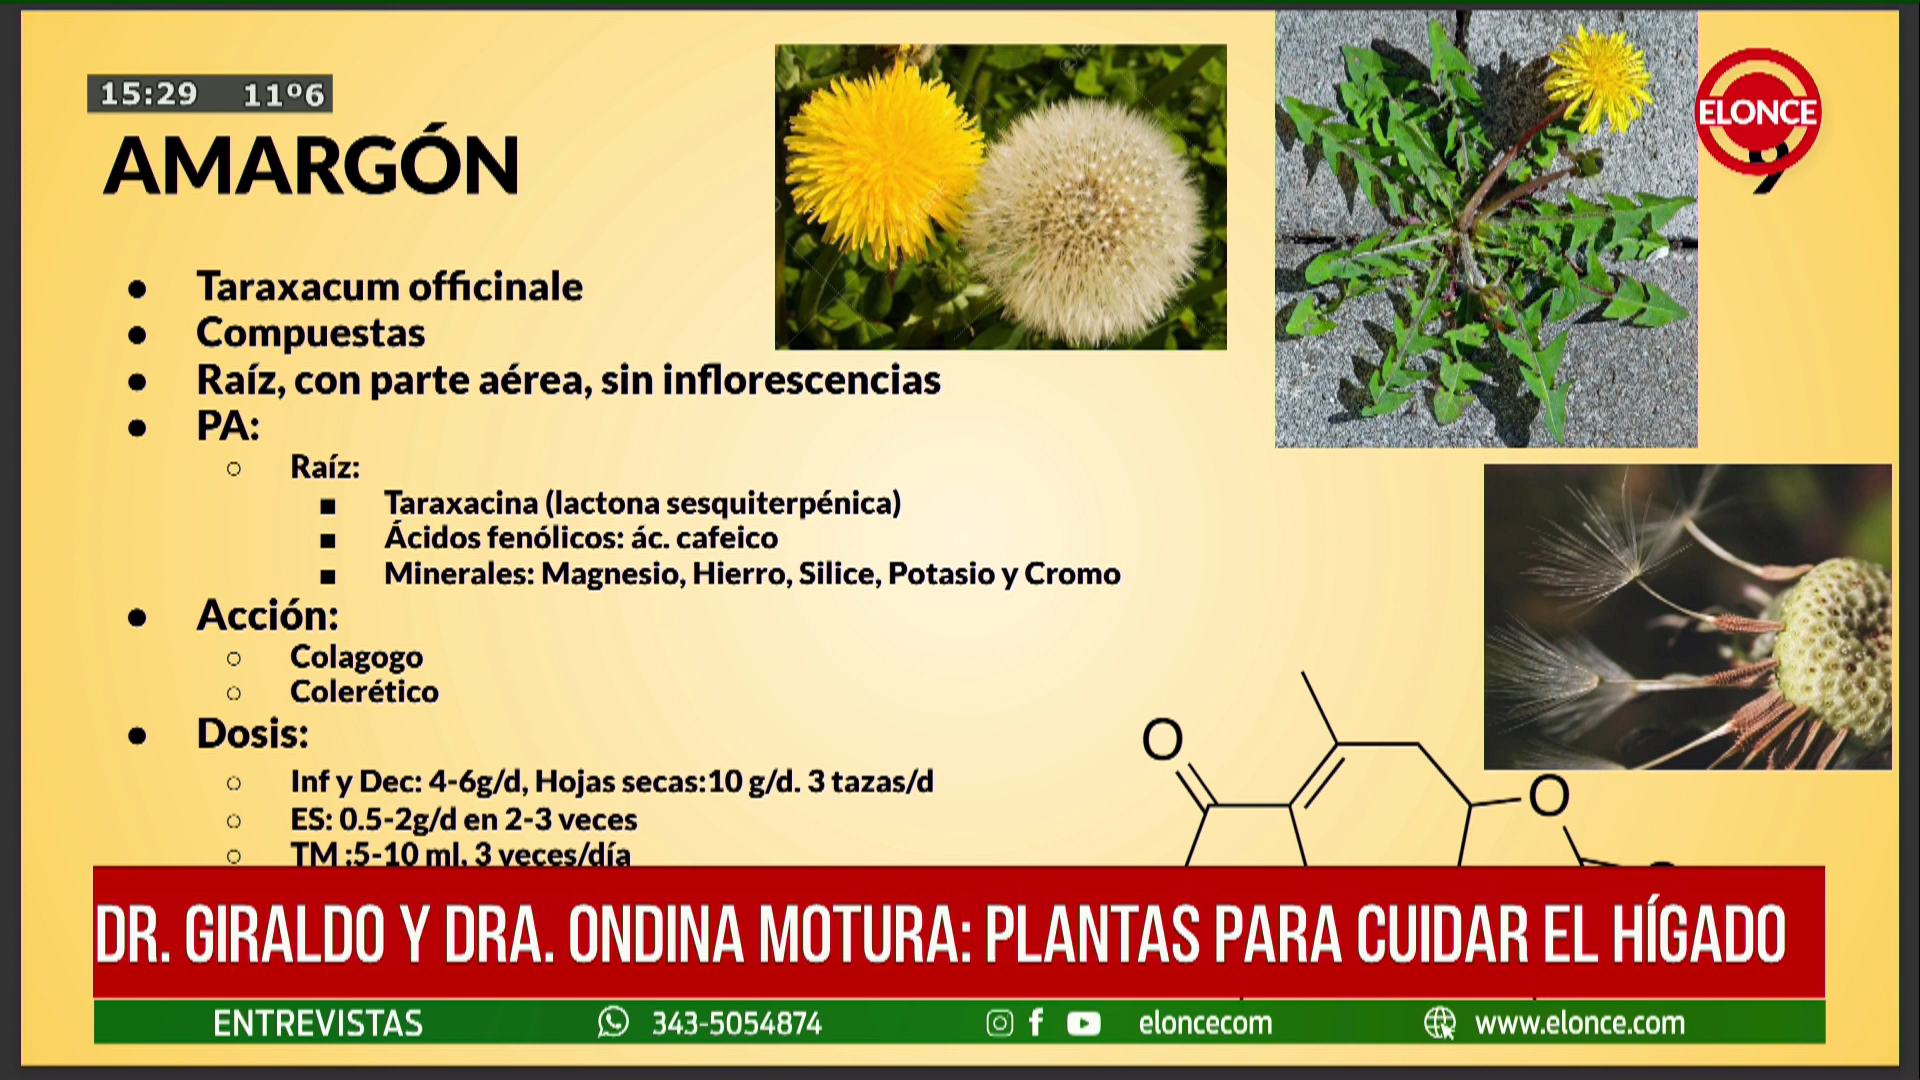 15:29 11º6
ELONCE
9
AMARGÓN
Taraxacum officinale
Compuestas
Raíz, con parte aérea, sin inflorescencias
PA:
Raíz:
Taraxacina (lactona sesquiterpénica)
Ácidos fenólicos: ác. cafeico
Minerales: Magnesio, Hierro, Silice, Potasio y Cromo
Acción:
Colagogo
Colerético
Dosis:
Inf y Dec: 4-6g/d, Hojas secas:10 g/d. 3 tazas/d
ES: 0.5-2g/d en 2-3 veces
TM :5-10 ml, 3 veces/día
O
O
DR. GIRALDO Y DRA. ONDINA MOTURA: PLANTAS PARA CUIDAR EL HÍGADO
ENTREVISTAS 343-5054874 eloncecom www.elonce.com